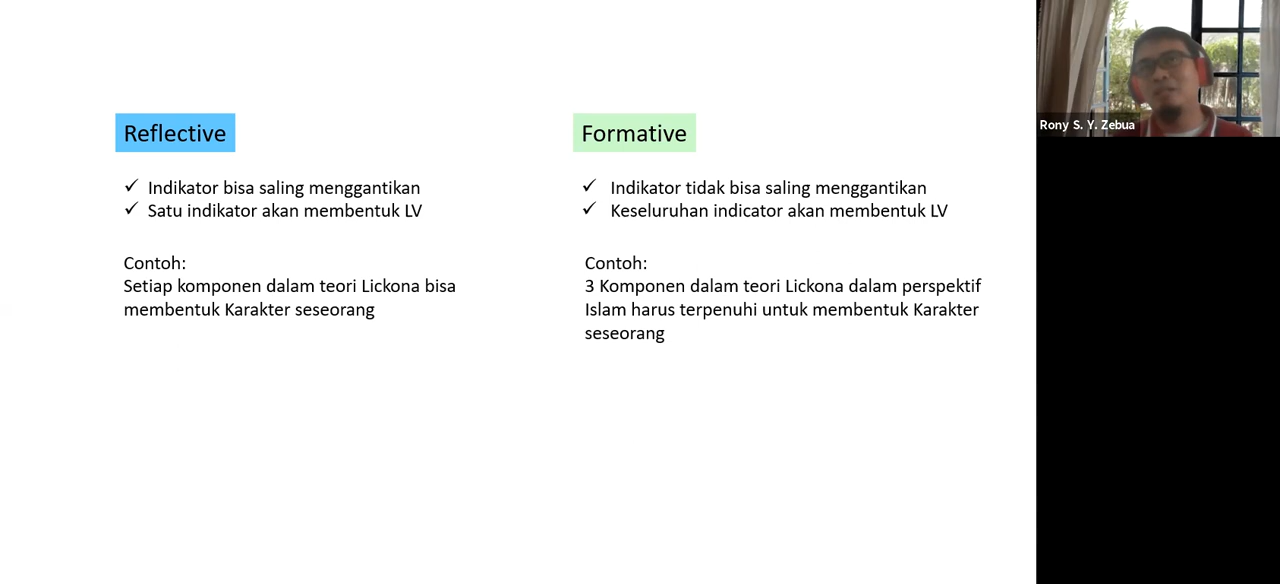 Reflective
✓ Indikator bisa saling menggantikan
✓ Satu indikator akan membentuk LV
Contoh:
Setiap komponen dalam teori Lickona bisa
membentuk Karakter seseorang
Formative
✓ Indikator tidak bisa saling menggantikan
✓ Keseluruhan indicator akan membentuk LV
Contoh:
3 Komponen dalam teori Lickona dalam perspektif
Islam harus terpenuhi untuk membentuk Karakter
seseorang
Rony S. Y. Zebua